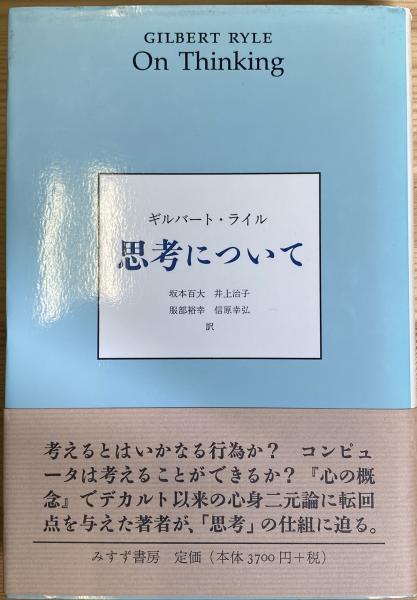 GILBERT RYLE
On Thinking
ギルバート・ライル
思考について
坂本百大 井上治子
服部裕幸 信原幸弘
訳
考えるとはいかなる行為か? コンピュ
ータは考えることができるか?『心の概
念』でデカルト以来の心身二元論に転回
点を与えた著者が、「思考」の仕組に迫る。
みすず書房 定価(本体3700円+税)